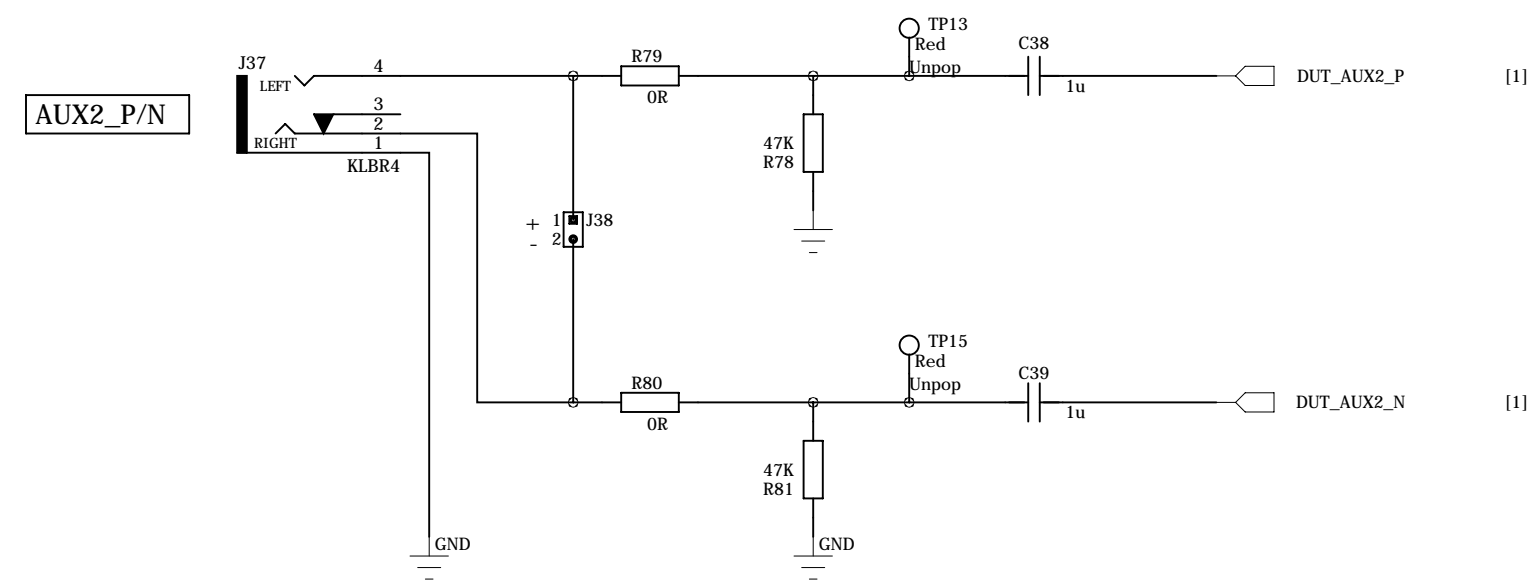 TP13
Red
Unpop
C38
1u
DUT_AUX2_P
[1]
R79
0R
J37
LEFT
4
3
2
1
RIGHT
KLBR4
AUX2_P/N
47K
R78
+ 1
- 2
J38
TP15
Red
Unpop
C39
1u
DUT_AUX2_N
[1]
R80
0R
47K
R81
GND
GND